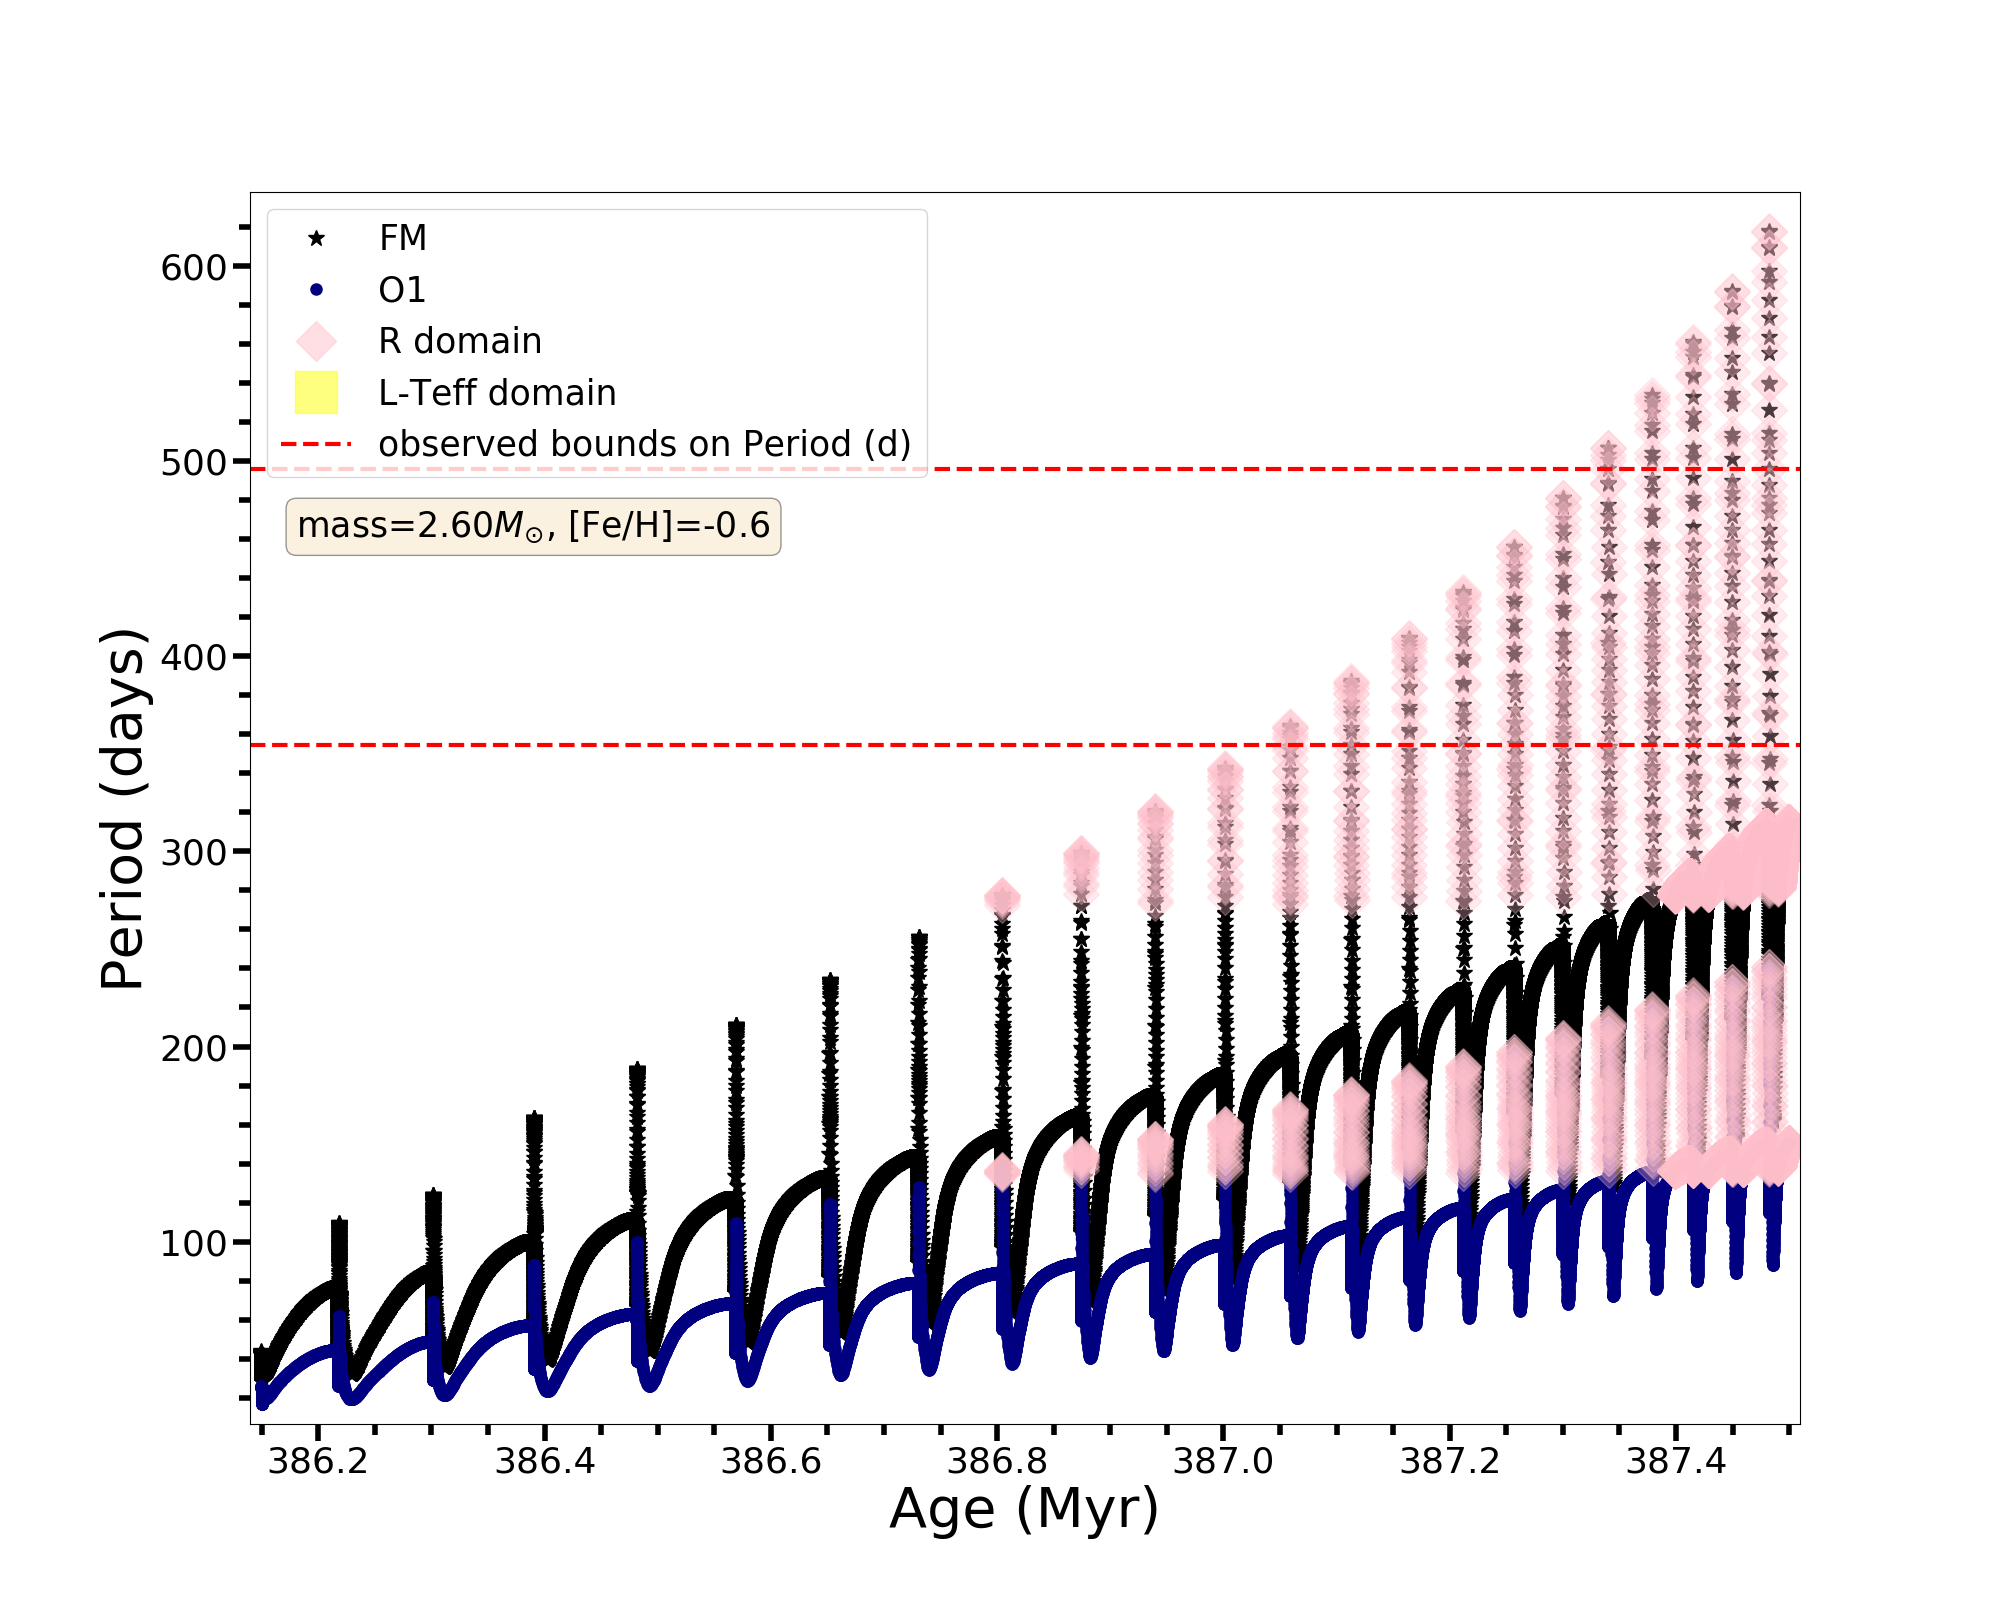 FM
O1
R domain
L-Teff domain
observed bounds on Period (d)
mass=2.60M☉, [Fe/H]=-0.6
600
500
400
300
200
100
Period (days)
386.2 386.4 386.6 386.8 387.0 387.2 387.4
Age (Myr)